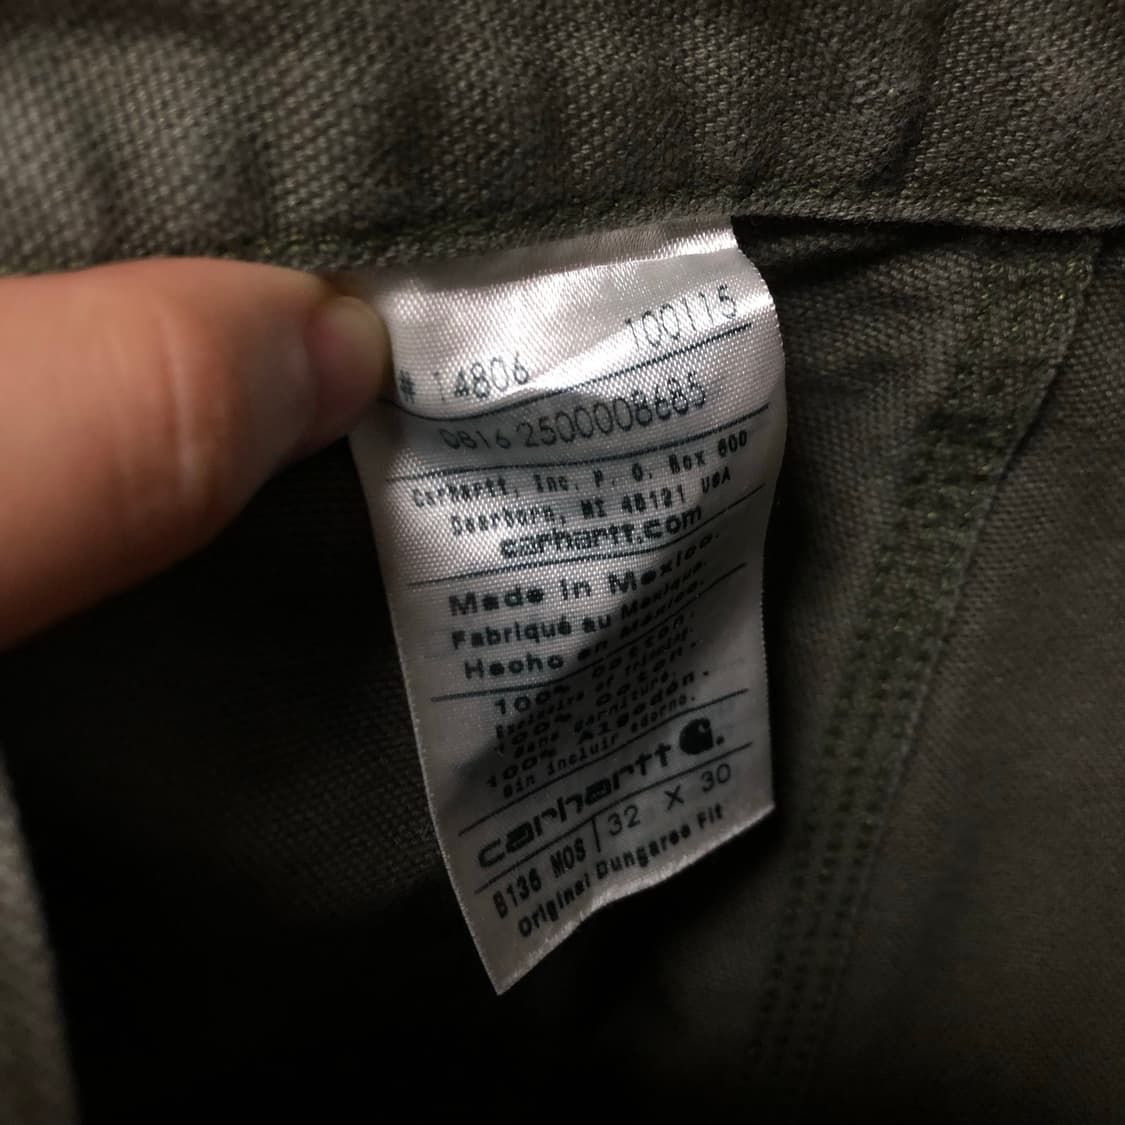 # 14806 100115
0816 2500008685
Carhartt, Inc. P. O. Box 600
Dearborn, MI 48121 USA
carhartt.com
Made in Mexico.
Fabriqué au Mexique.
Hecho en México.
100% cotton.
Exclusive of trim.
100% Coton.
Sans garniture.
100% Algodón.
Sin incluir adorno.
carhartt
B136 MOS 32 X 30
Original Dungaree Fit